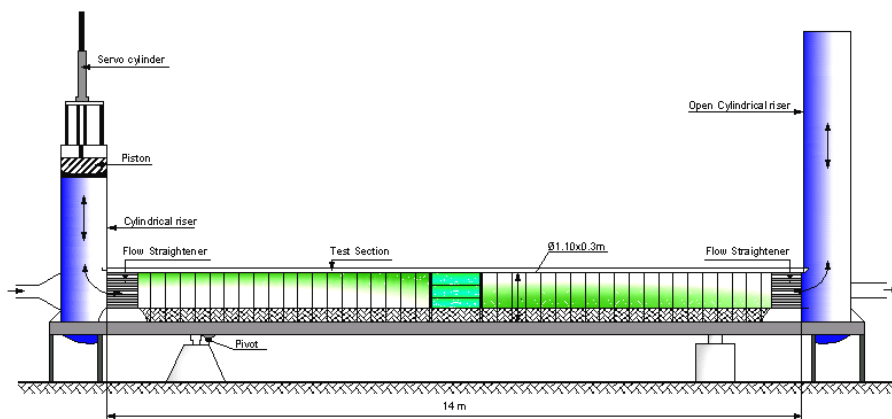 Servo cylinder
Open Cylindrical riser
Piston
Cylindrical riser
Flow Straightener
Test Section
Ø1.10x0.3m
Flow Straightener
Pivot
14 m